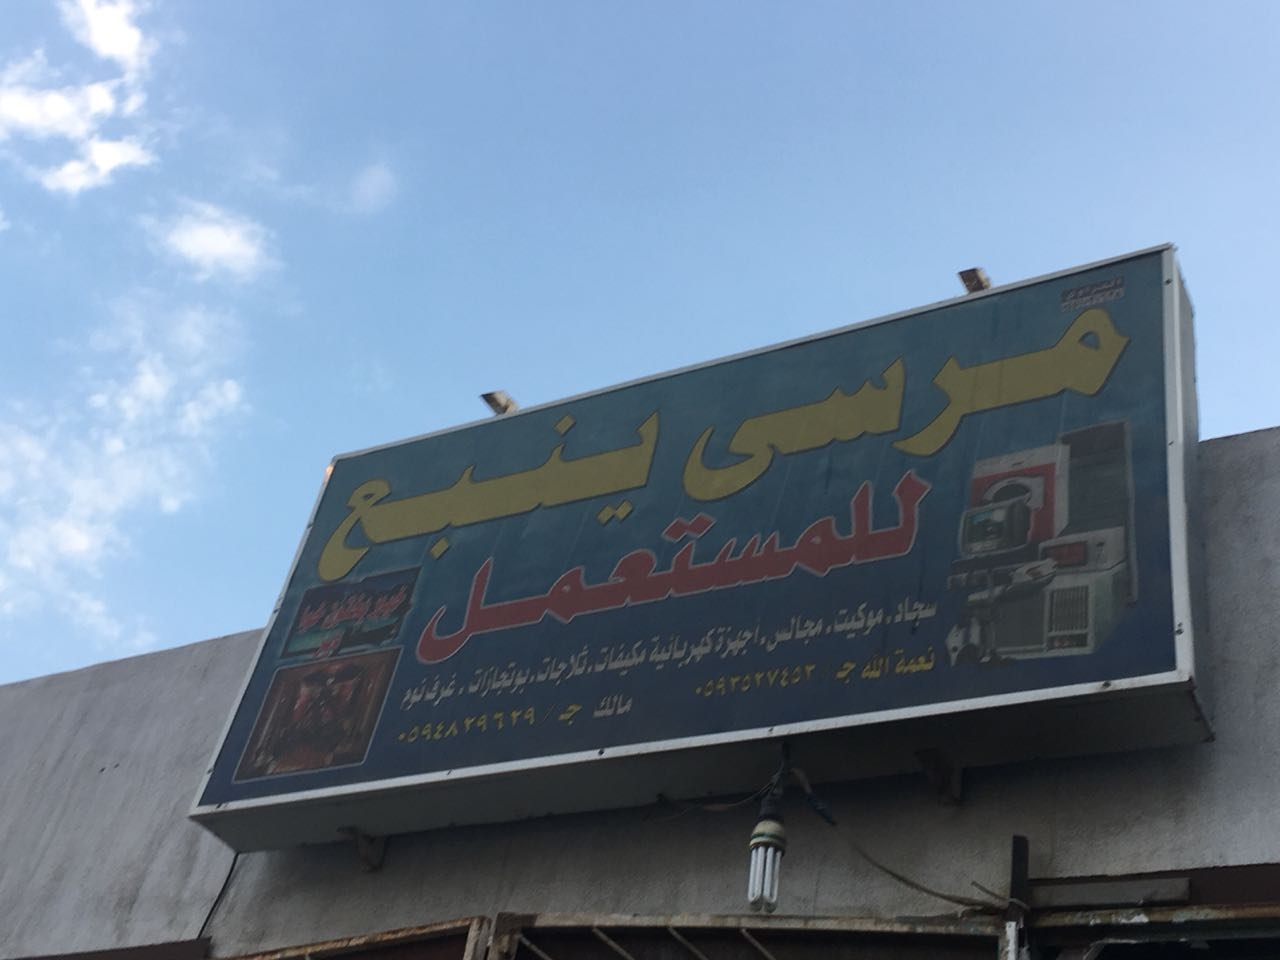 مرسى ينبع
للمستعمل
سجاد . موكيت . مجالس . أجهزة كهربائية مكيفات . ثلاجات . بوتجازات . غرف نوم
نعمة الله جـ / ٠٥٩٣٥٢٧٤٥٣
مالك جـ / ٠٥٩٤٨٢٩٦٢٩